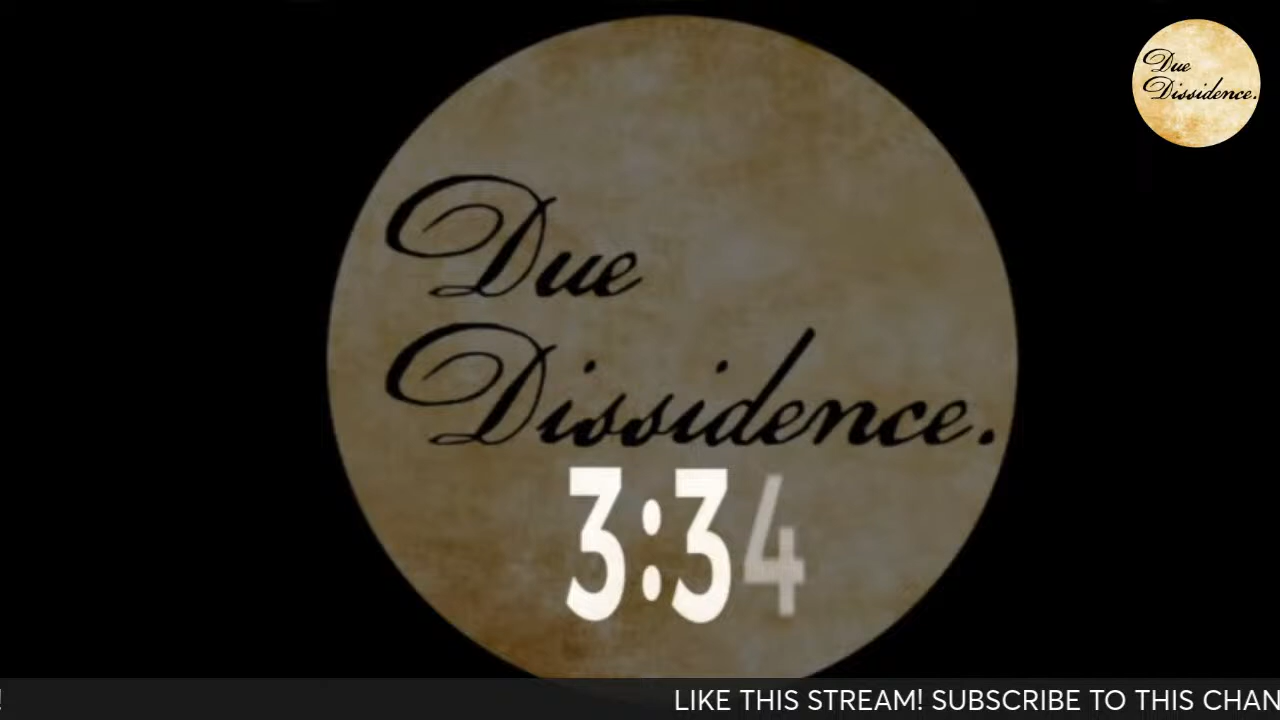 Due
Dissidence.
Due
Dissidence.
3:34
! LIKE THIS STREAM! SUBSCRIBE TO THIS CHAN